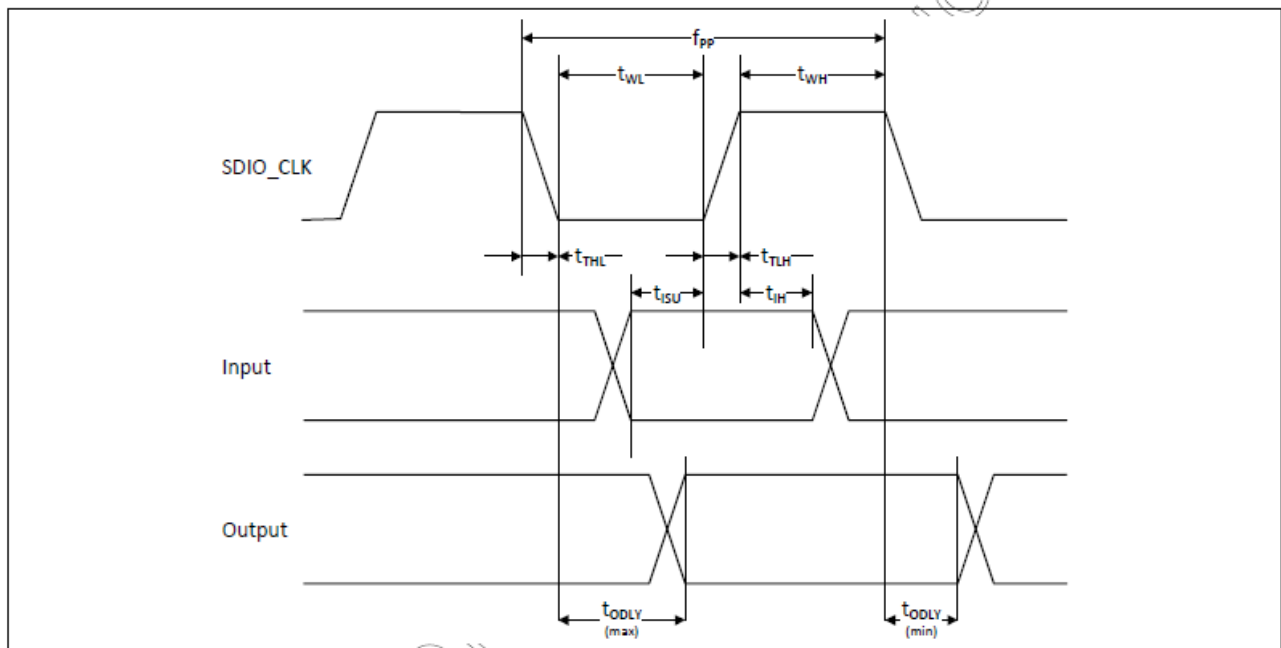 fPP
tWL
tWH
SDIO_CLK
tTHL
tTLH
tISU
tIH
Input
Output
tODLY
(max)
tODLY
(min)